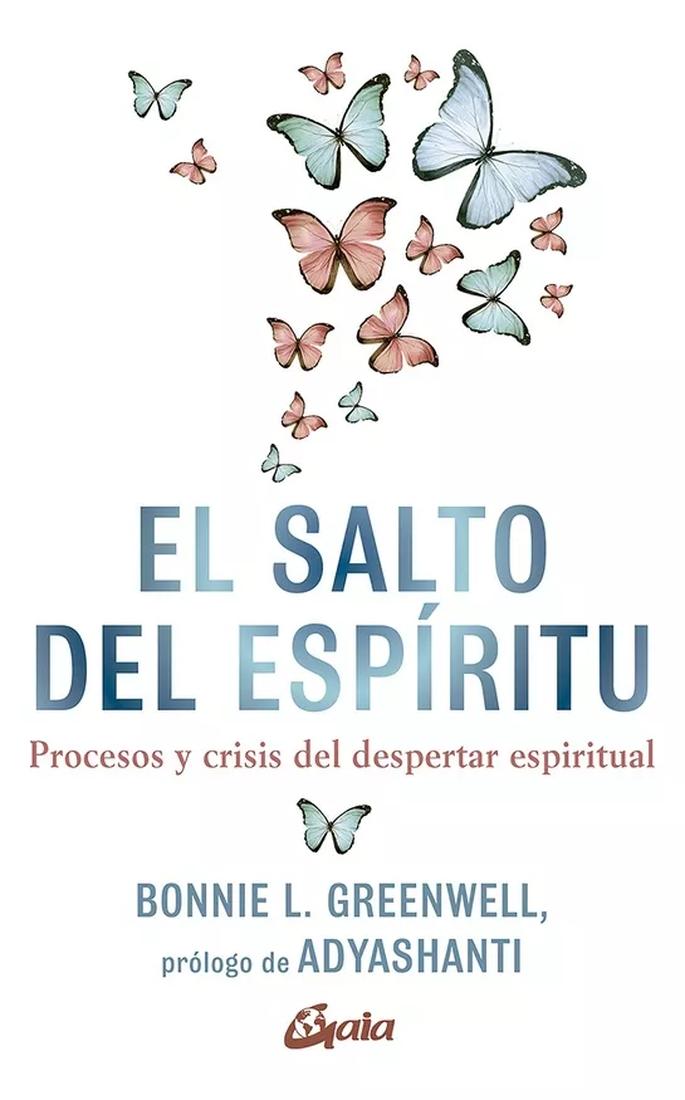 EL SALTO
DEL ESPÍRITU
Procesos y crisis del despertar espiritual
BONNIE L. GREENWELL,
prólogo de ADYASHANTI
Gaia